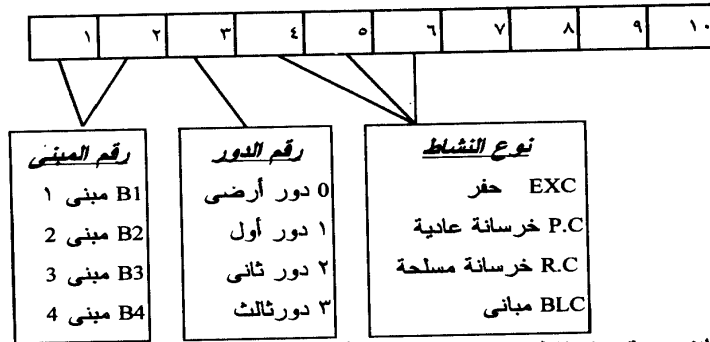 ١ ٢ ٣ ٤ ٥ ٦ ٧ ٨ ٩ ١٠
رقم المبنى
B1 مبنى ١
B2 مبنى 2
B3 مبنى 3
B4 مبنى 4
رقم الدور
0 دور أرضى
١ دور أول
٢ دور ثانى
٣ دور ثالث
نوع النشاط
EXC حفر
P.C خرسانة عادية
R.C خرسانة مسلحة
BLC مبانى